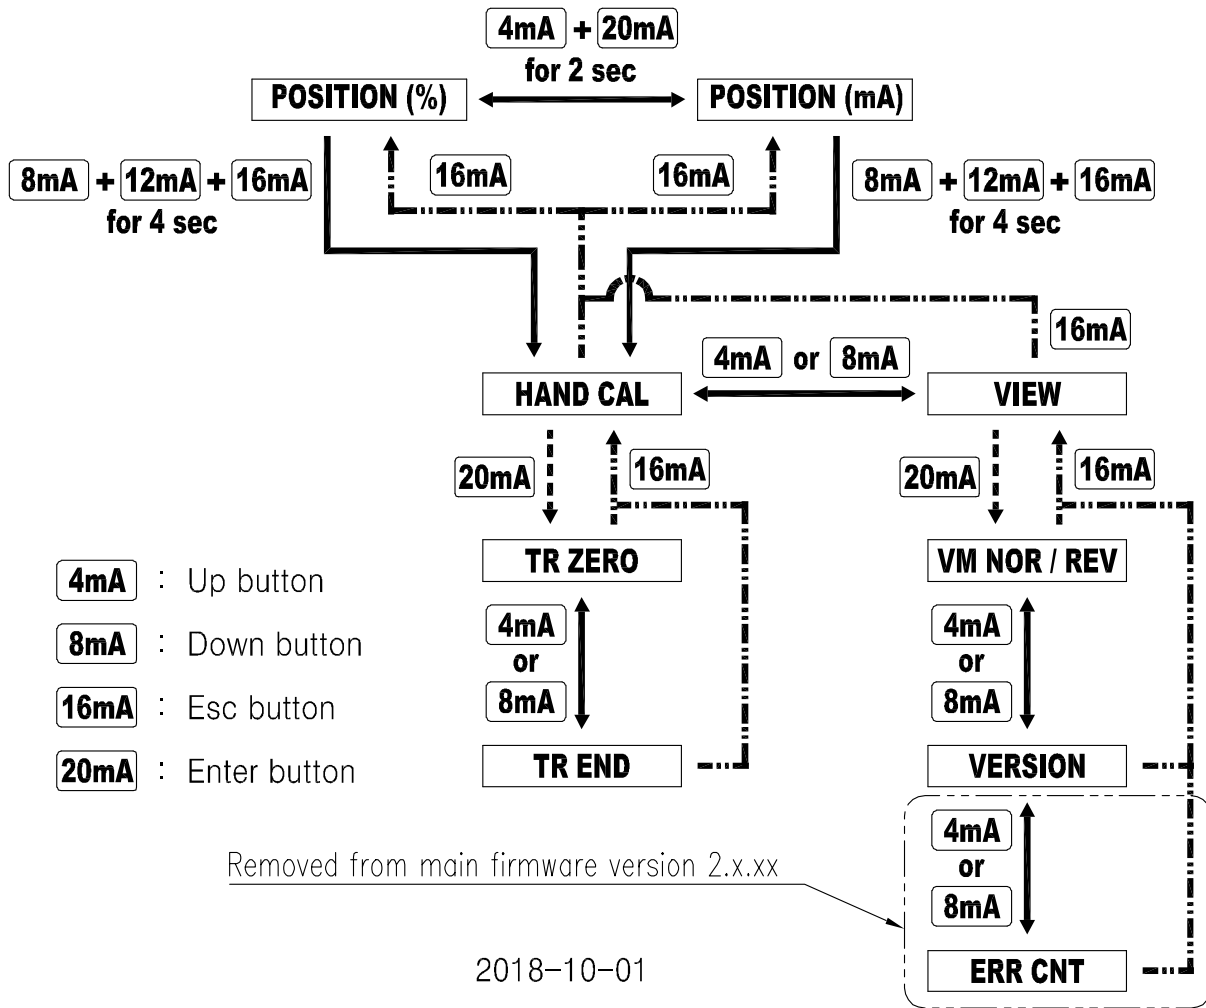 4mA + 20mA
for 2 sec
POSITION (%)
POSITION (mA)
8mA + 12mA + 16mA
for 4 sec
16mA
16mA
8mA + 12mA + 16mA
for 4 sec
16mA
4mA or 8mA
HAND CAL
VIEW
20mA
16mA
20mA
16mA
TR ZERO
VM NOR / REV
4mA : Up button
8mA : Down button
16mA : Esc button
20mA : Enter button
4mA
or
8mA
4mA
or
8mA
TR END
VERSION
4mA
or
8mA
Removed from main firmware version 2.x.xx
ERR CNT
2018-10-01